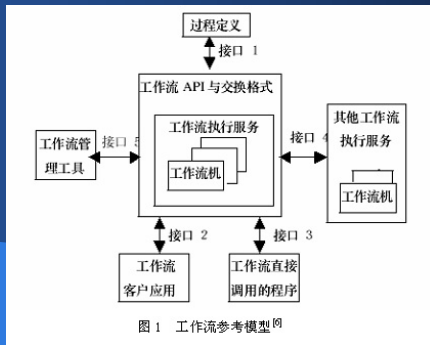 过程定义
接口 1
工作流 API 与交换格式
工作流执行服务
工作流机
工作流管
理工具
接口 5
接口 4
其他工作流
执行服务
工作流机
接口 2
接口 3
工作流
客户应用
工作流直接
调用的程序
图 1 工作流参考模型[6]